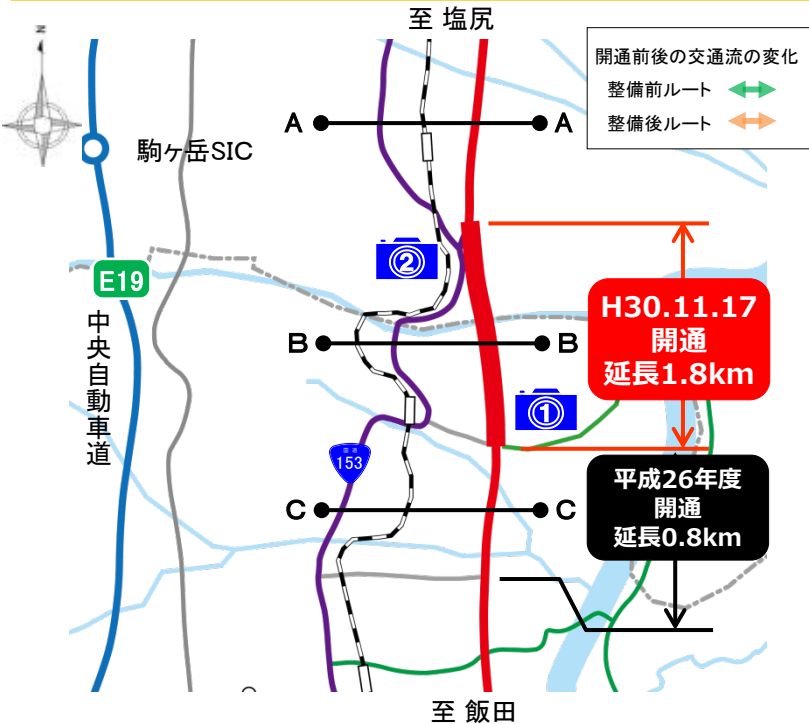 至 塩尻
N
開通前後の交通流の変化
整備前ルート
整備後ルート
A
A
駒ヶ岳SIC
②
E19
H30.11.17
開通
延長1.8km
中央自動車道
B
B
①
国道
153
平成26年度
開通
延長0.8km
C
C
至 飯田